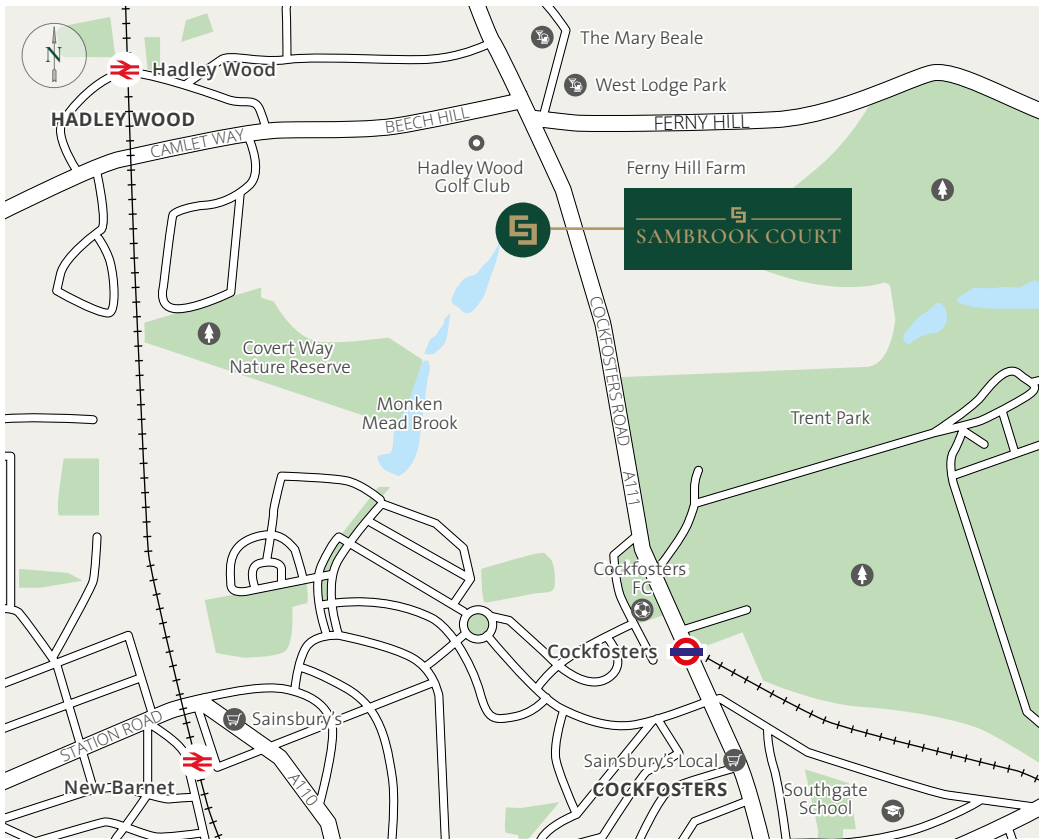 The Mary Beale
N
Hadley Wood
West Lodge Park
HADLEY WOOD
CAMLET WAY
BEECH HILL
FERNY HILL
Hadley Wood
Golf Club
Ferny Hill Farm
SAMBROOK COURT
COCKFOSTERS ROAD
A111
Covert Way
Nature Reserve
Monken
Mead Brook
Trent Park
Cockfosters
FC
Cockfosters
STATION ROAD
Sainsbury's
New Barnet
A110
Sainsbury's Local
COCKFOSTERS
Southgate
School